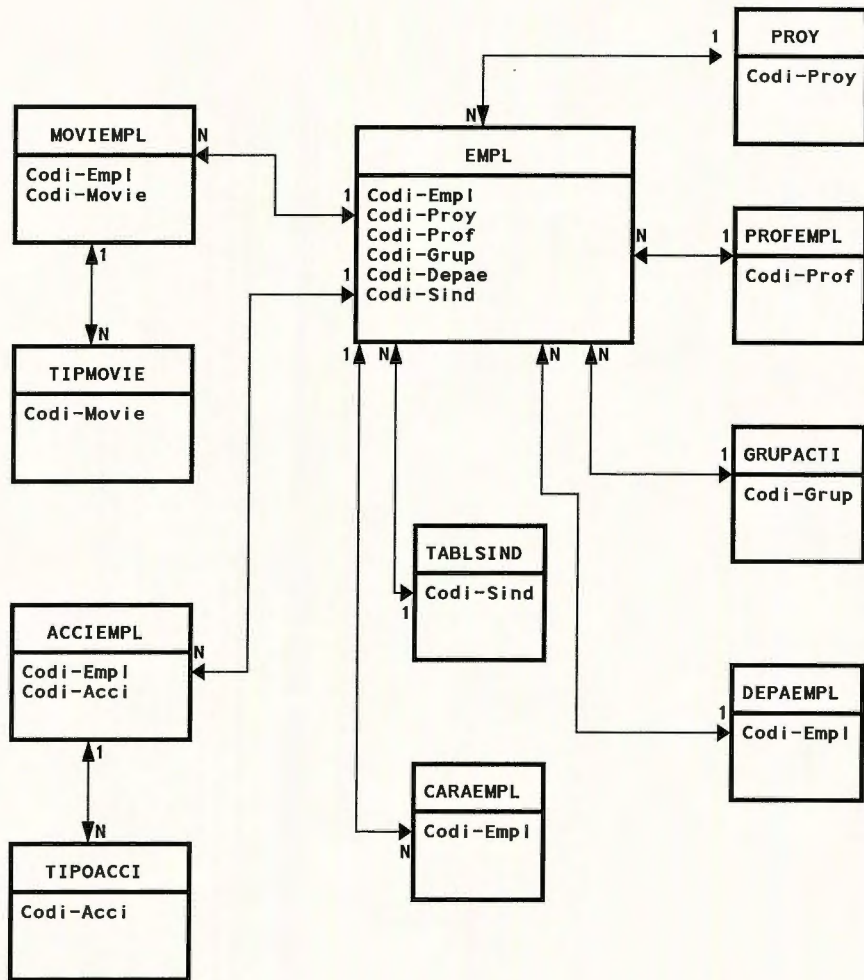 1
PROY
Codi-Proy
N
MOVIEMPL
Codi-Empl
Codi-Movie
N
1
EMPL
Codi-Empl
Codi-Proy
Codi-Prof
Codi-Grup
Codi-Depae
Codi-Sind
1
1
N
1
PROFEMPL
Codi-Prof
N
TIPMOVIE
Codi-Movie
1
N
N
N
1
GRUPACTI
Codi-Grup
TABLSIND
Codi-Sind
1
ACCIEMPL
Codi-Empl
Codi-Acci
N
1
1
DEPAEMPL
Codi-Empl
CARAEMPL
Codi-Empl
N
N
TIPOACCI
Codi-Acci